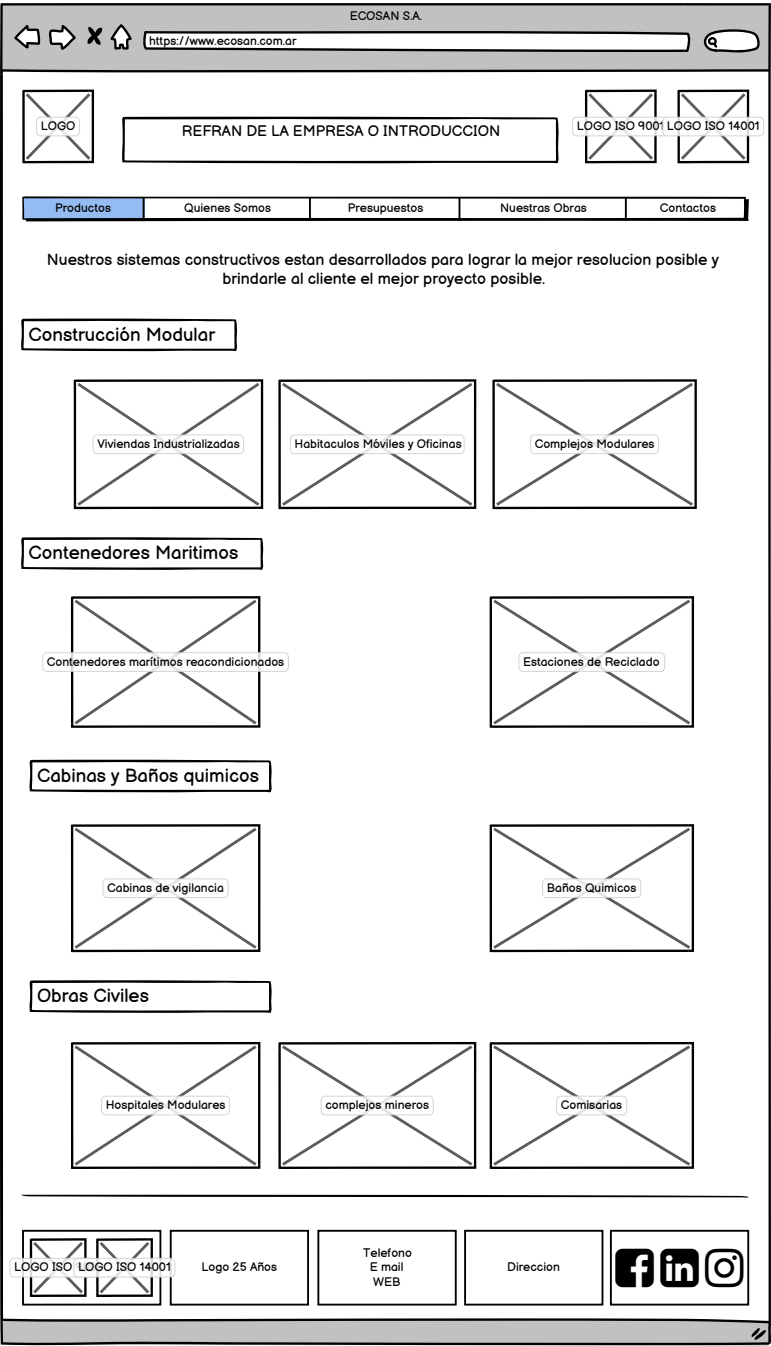 ECOSAN S.A.
https://www.ecosan.com.ar
LOGO
REFRAN DE LA EMPRESA O INTRODUCCION
LOGO ISO 9001
LOGO ISO 14001
Productos
Quienes Somos
Presupuestos
Nuestras Obras
Contactos
Nuestros sistemas constructivos estan desarrollados para lograr la mejor resolucion posible y
brindarle al cliente el mejor proyecto posible.
Construcción Modular
Viviendas Industrializadas
Habitaculos Móviles y Oficinas
Complejos Modulares
Contenedores Maritimos
Contenedores marítimos reacondicionados
Estaciones de Reciclado
Cabinas y Baños quimicos
Cabinas de vigilancia
Baños Quimicos
Obras Civiles
Hospitales Modulares
complejos mineros
Comisarias
LOGO ISO
LOGO ISO 14001
Logo 25 Años
Telefono
E mail
WEB
Direccion